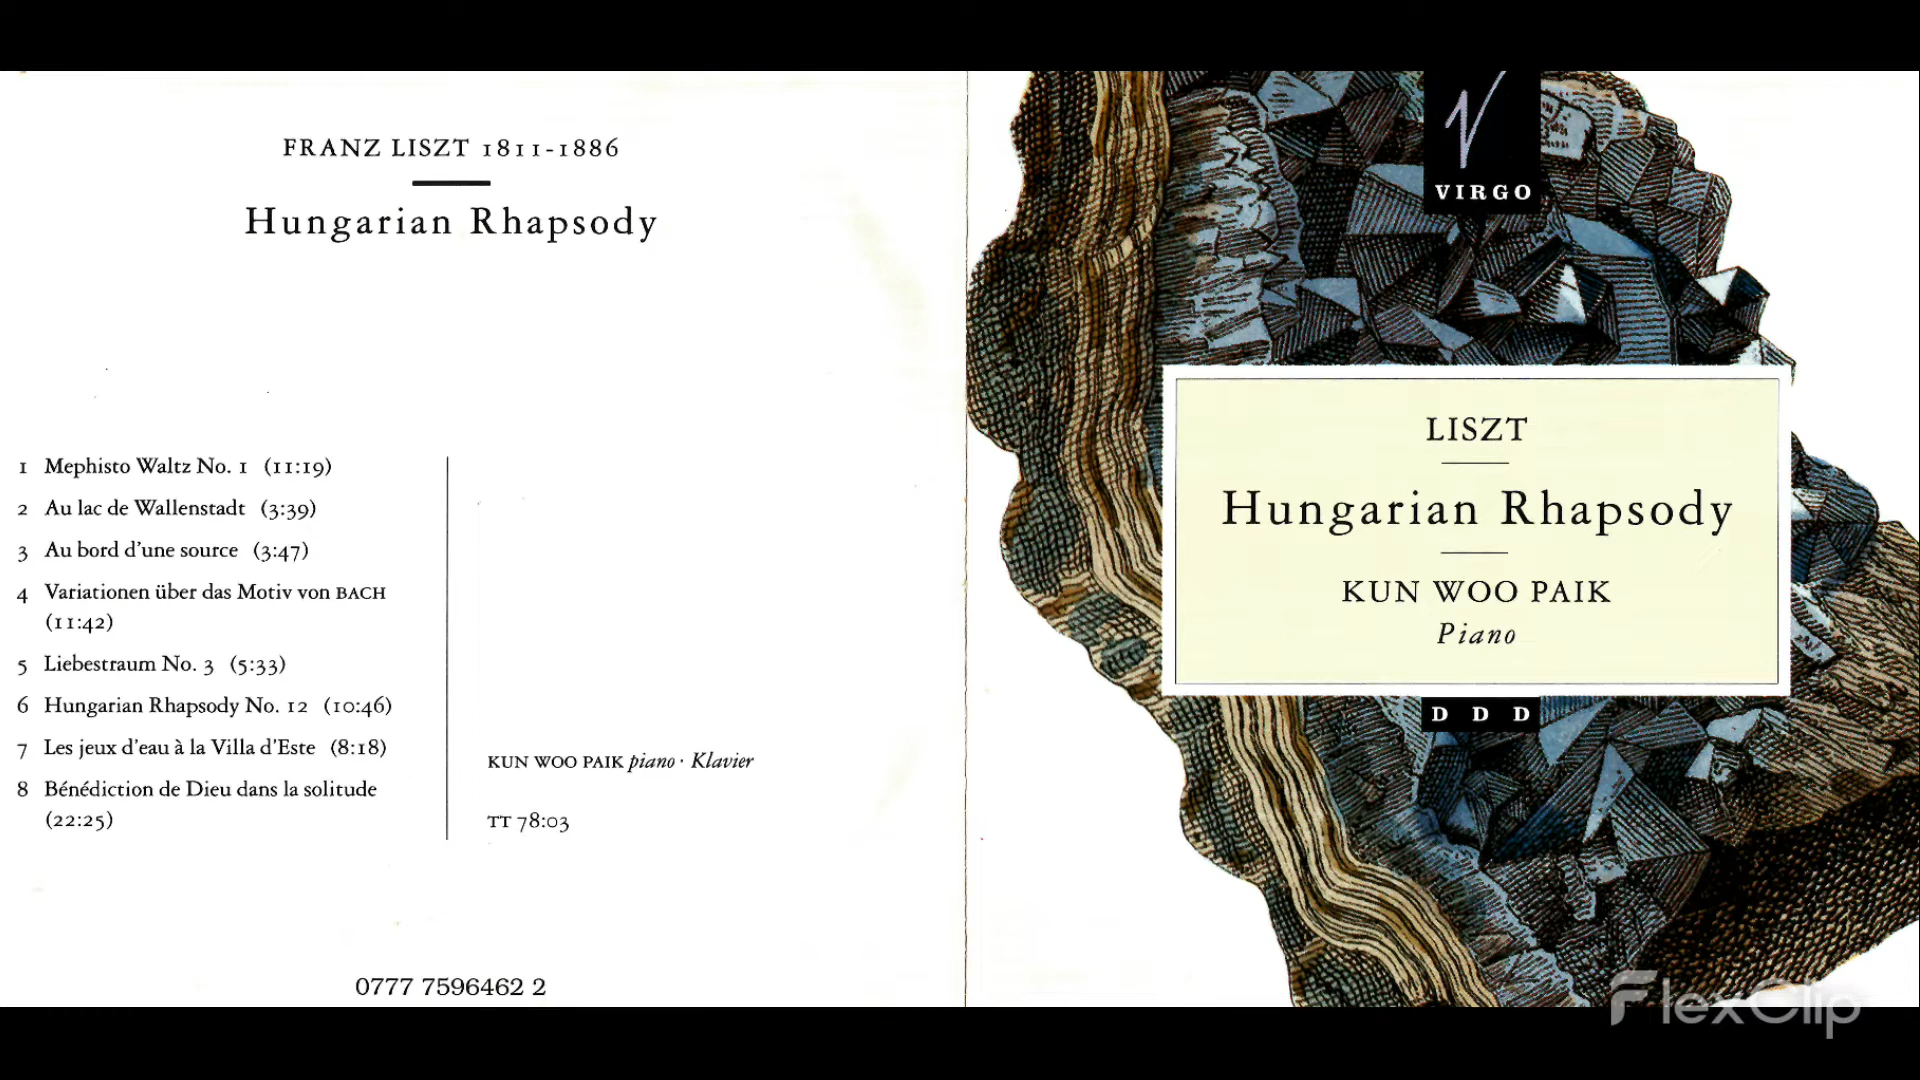 FRANZ LISZT 1811-1886
Hungarian Rhapsody
1 Mephisto Waltz No. 1 (11:19)
2 Au lac de Wallenstadt (3:39)
3 Au bord d'une source (3:47)
4 Variationen über das Motiv von BACH
(11:42)
5 Liebestraum No. 3 (5:33)
6 Hungarian Rhapsody No. 12 (10:46)
7 Les jeux d'eau à la Villa d'Este (8:18)
8 Bénédiction de Dieu dans la solitude
(22:25)
KUN WOO PAIK piano · Klavier
TT 78:03
0777 7596462 2
V
VIRGO
LISZT
Hungarian Rhapsody
KUN WOO PAIK
Piano
D D D
FlexClip